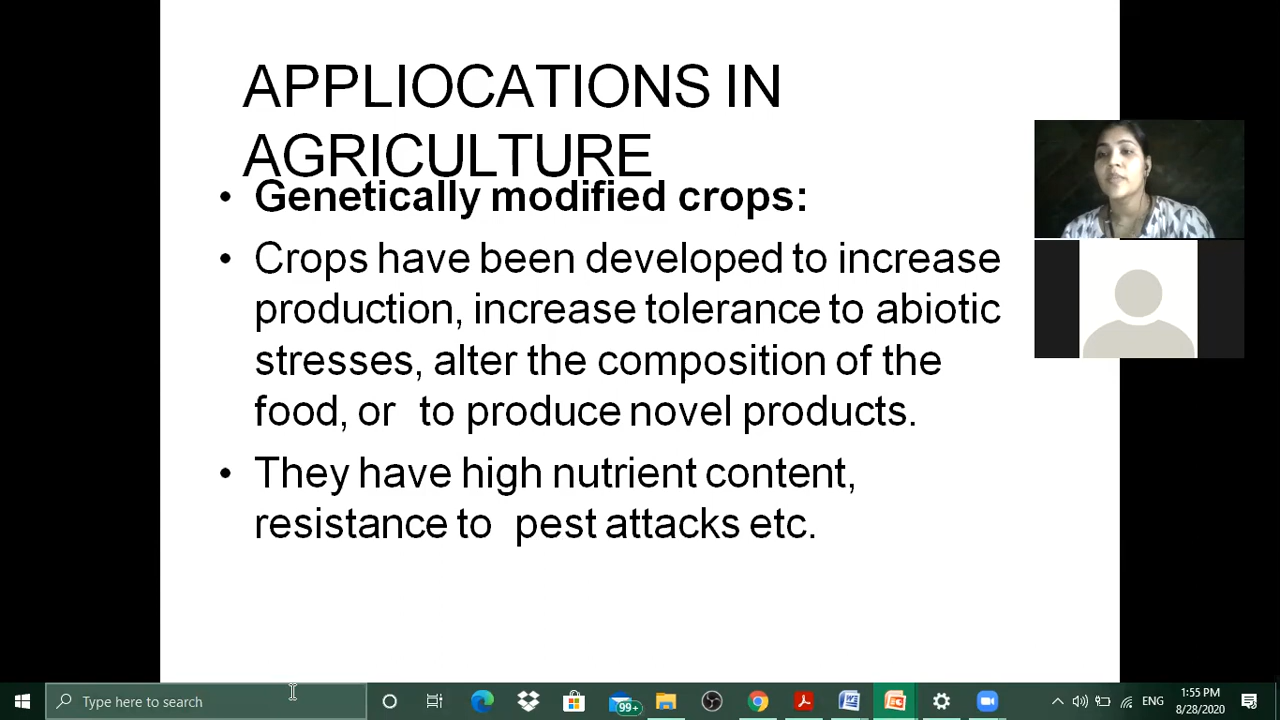 APPLIOCATIONS IN
AGRICULTURE
• Genetically modified crops:
• Crops have been developed to increase
production, increase tolerance to abiotic
stresses, alter the composition of the
food, or to produce novel products.
• They have high nutrient content,
resistance to pest attacks etc.
Type here to search
99+
ENG
1:55 PM
8/28/2020